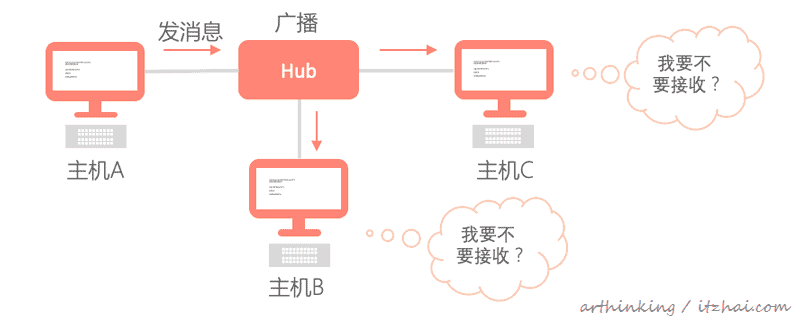 发消息
广播
Hub
我要不
要接收？
主机A
主机C
我要不
要接收？
主机B
arthinking / itzhai.com